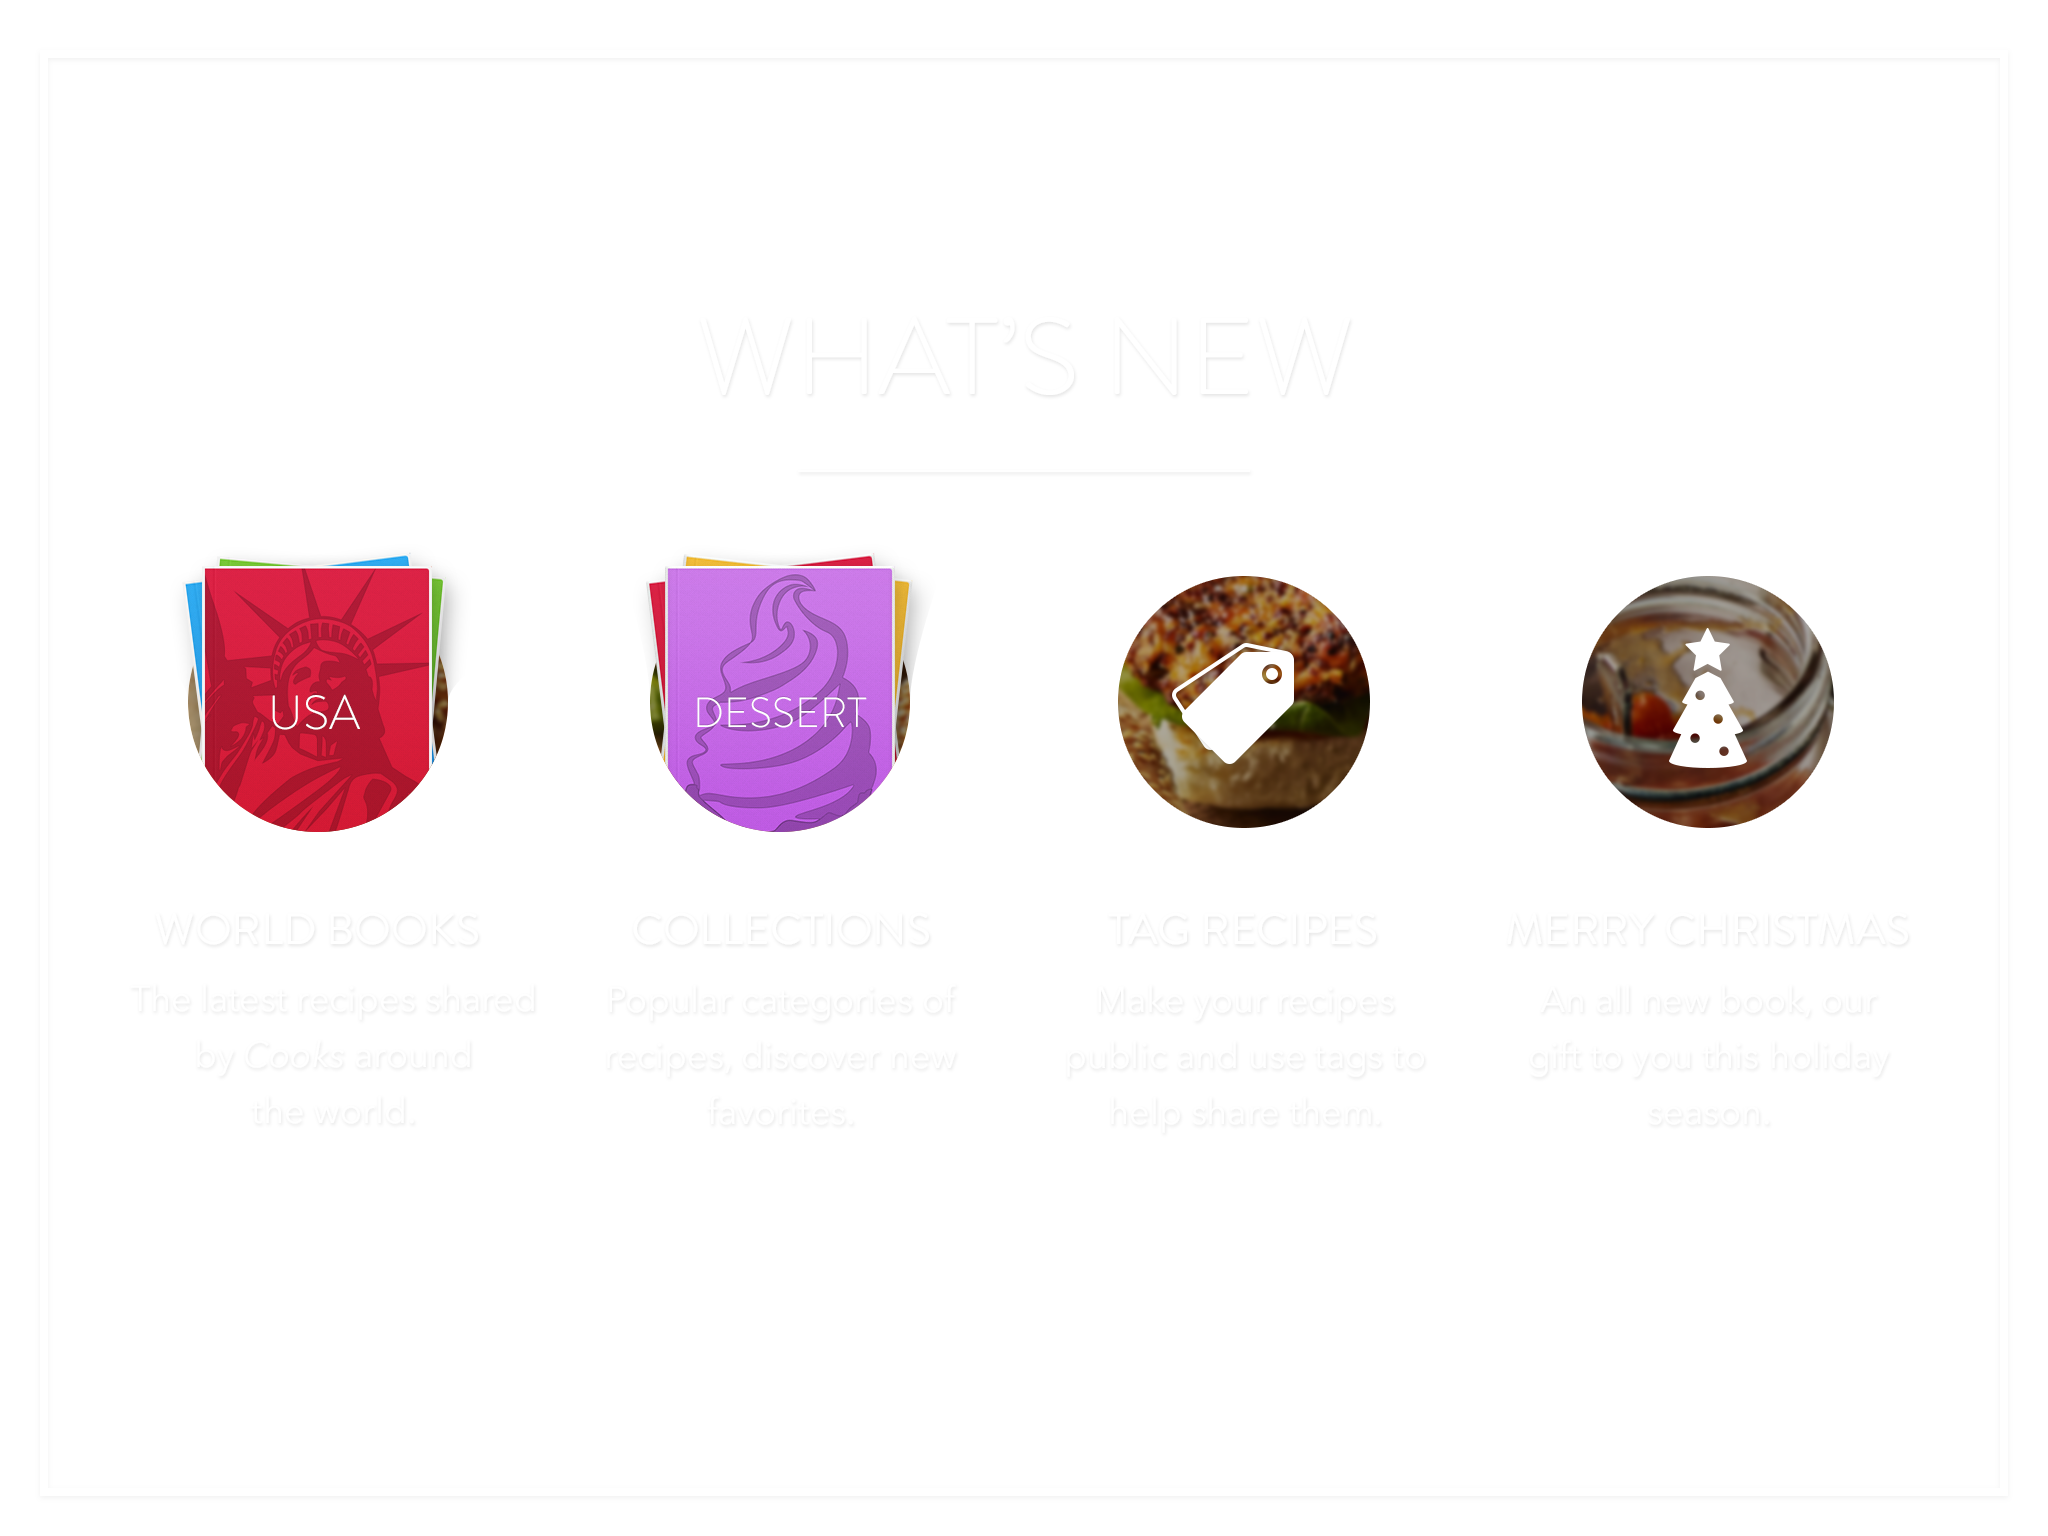 WHAT’S NEW
USA
DESSERT
WORLD BOOKS
The latest recipes shared
by Cooks around
the world.
COLLECTIONS
Popular categories of
recipes, discover new
favorites.
TAG RECIPES
Make your recipes
public and use tags to
help share them.
MERRY CHRISTMAS
An all new book, our
gift to you this holiday
season.